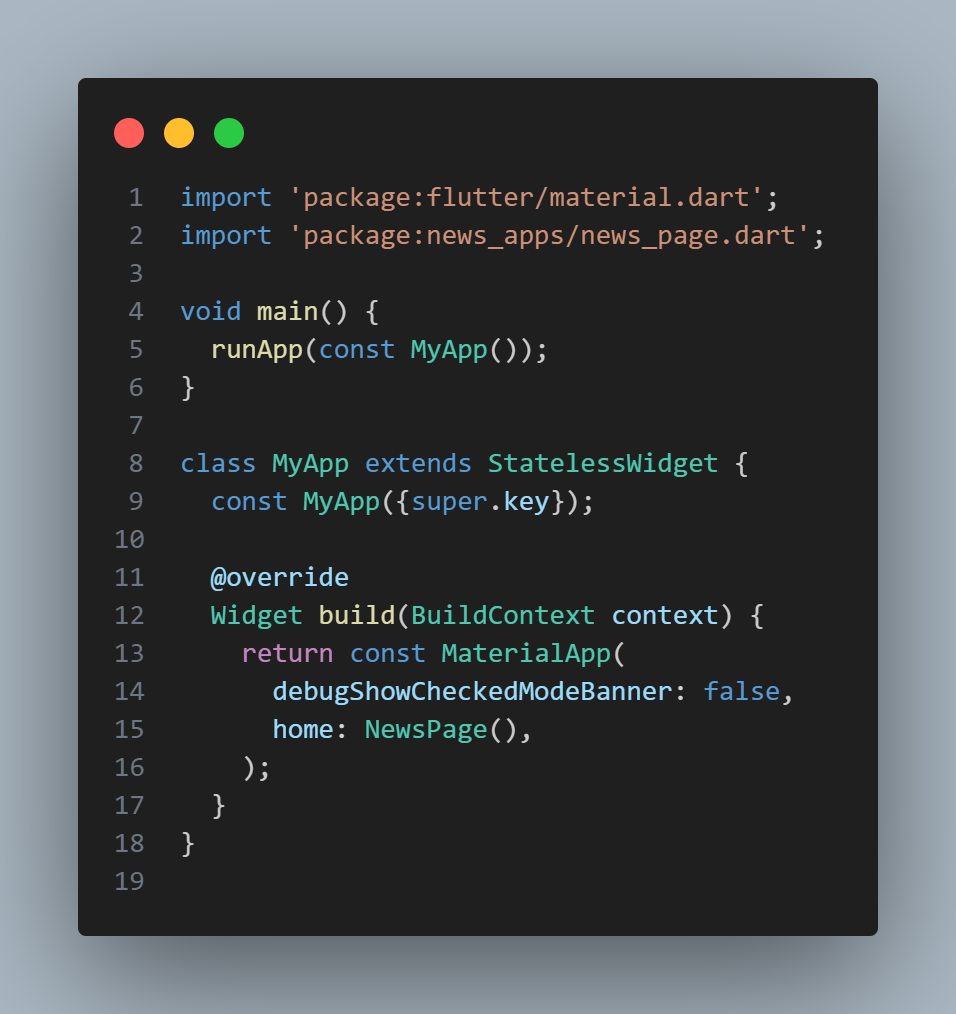 1 import 'package:flutter/material.dart';
2 import 'package:news_apps/news_page.dart';
3
4 void main() {
5   runApp(const MyApp());
6 }
7
8 class MyApp extends StatelessWidget {
9   const MyApp({super.key});
10
11   @override
12   Widget build(BuildContext context) {
13     return const MaterialApp(
14       debugShowCheckedModeBanner: false,
15       home: NewsPage(),
16     );
17   }
18 }
19